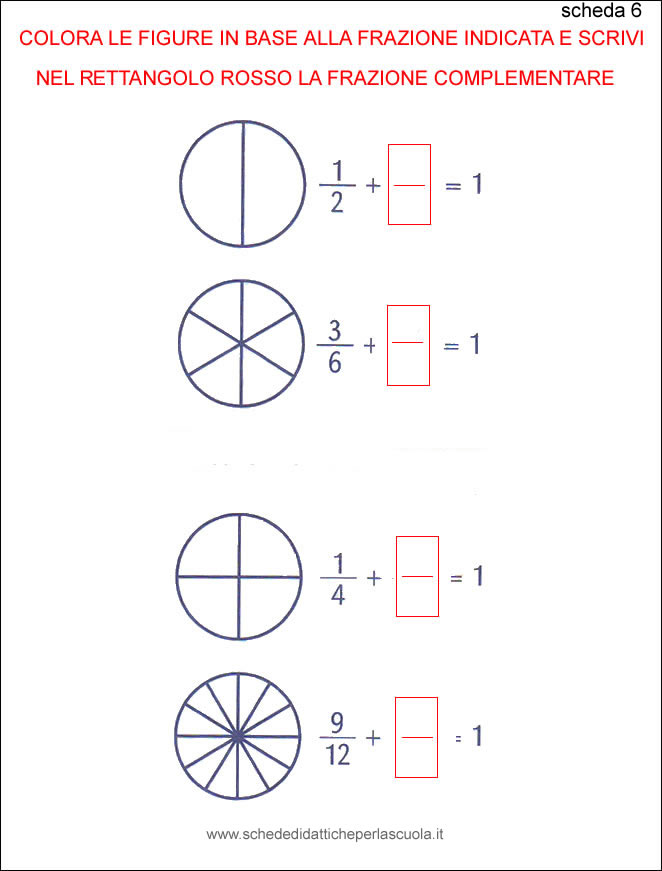 scheda 6
COLORA LE FIGURE IN BASE ALLA FRAZIONE INDICATA E SCRIVI
NEL RETTANGOLO ROSSO LA FRAZIONE COMPLEMENTARE
1/2 + — = 1
3/6 + — = 1
1/4 + — = 1
9/12 + — = 1
www.schededidatticheperlascuola.it